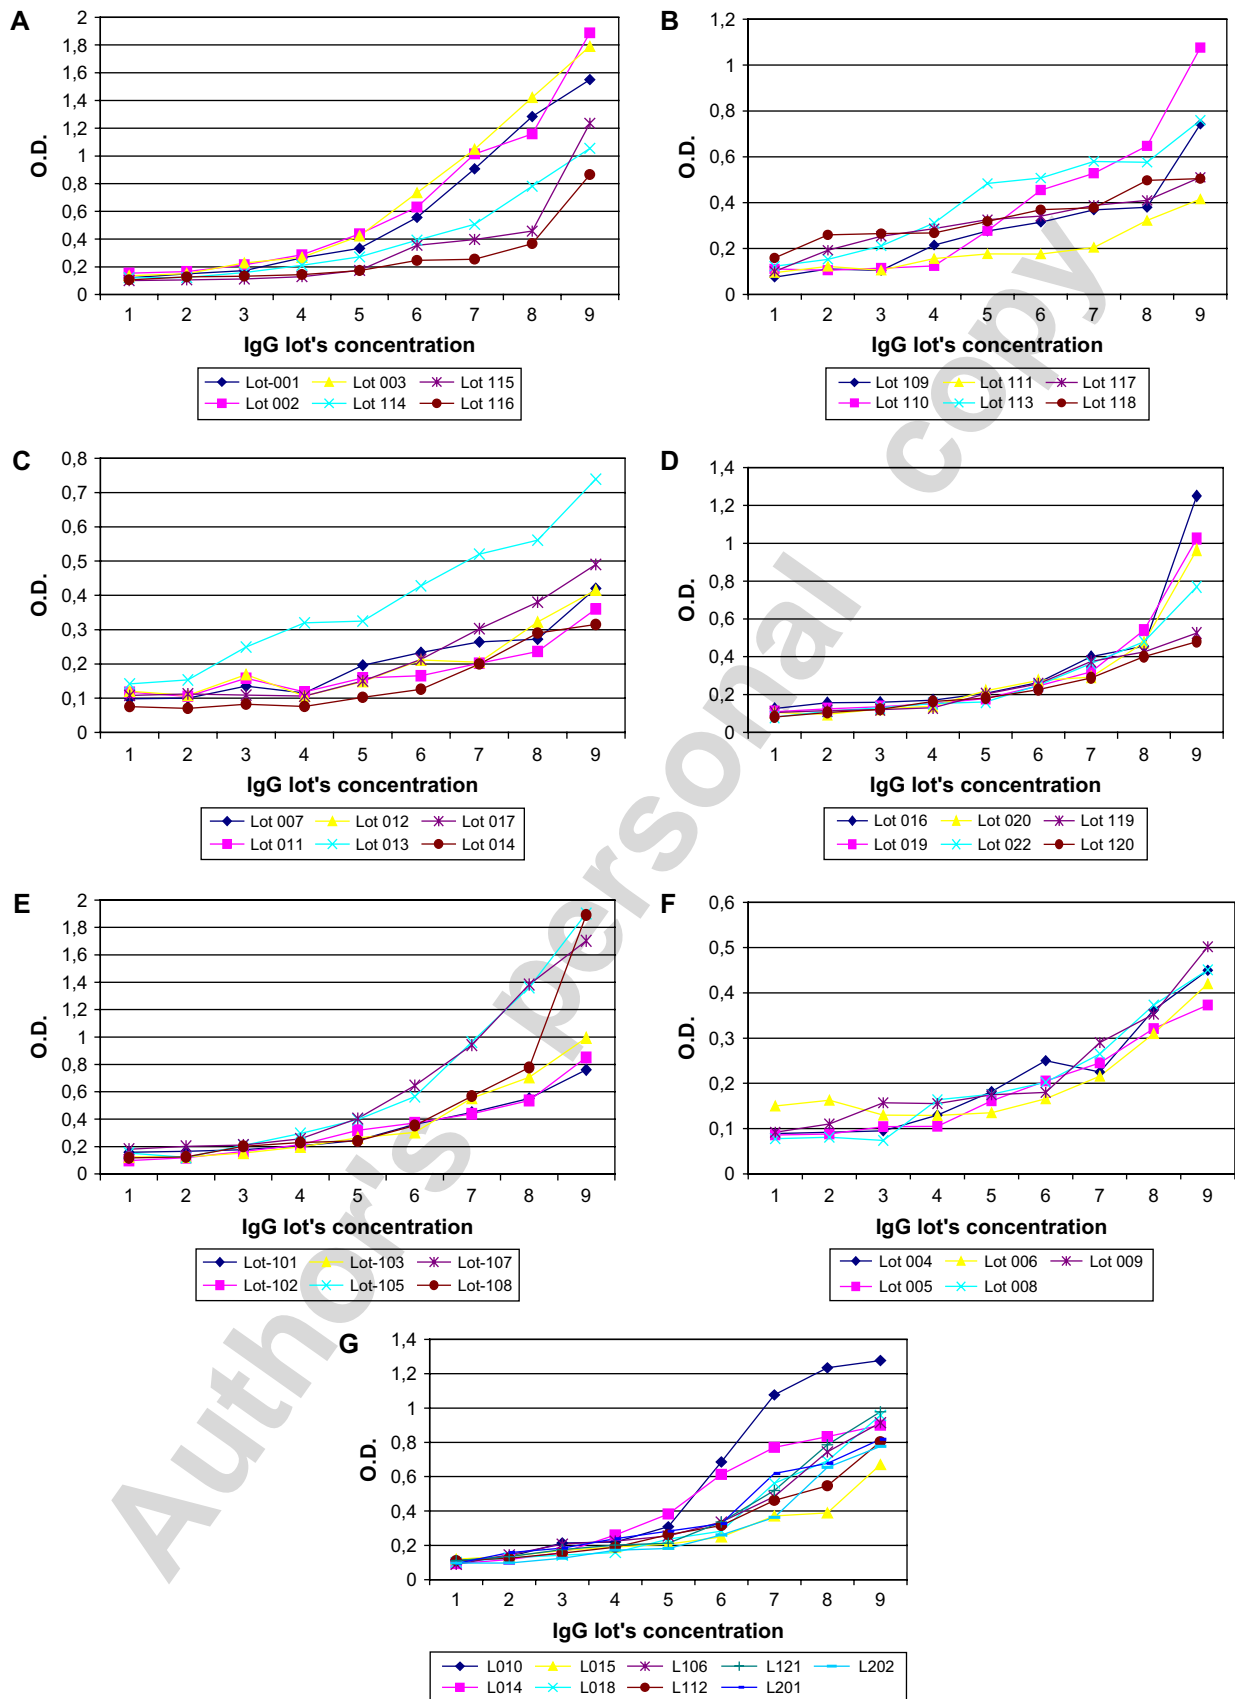 A
2
1,8
1,6
1,4
1,2
1
0,8
0,6
0,4
0,2
0
O.D.
1 2 3 4 5 6 7 8 9
IgG lot's concentration
Lot-001 Lot 003 Lot 115
Lot 002 Lot 114 Lot 116
B
1,2
1
0,8
0,6
0,4
0,2
0
O.D.
1 2 3 4 5 6 7 8 9
IgG lot's concentration
Lot 109 Lot 111 Lot 117
Lot 110 Lot 113 Lot 118
C
0,8
0,7
0,6
0,5
0,4
0,3
0,2
0,1
0
O.D.
1 2 3 4 5 6 7 8 9
IgG lot's concentration
Lot 007 Lot 012 Lot 017
Lot 011 Lot 013 Lot 014
D
1,4
1,2
1
0,8
0,6
0,4
0,2
0
O.D.
1 2 3 4 5 6 7 8 9
IgG lot's concentration
Lot 016 Lot 020 Lot 119
Lot 019 Lot 022 Lot 120
E
2
1,8
1,6
1,4
1,2
1
0,8
0,6
0,4
0,2
0
O.D.
1 2 3 4 5 6 7 8 9
IgG lot's concentration
Lot-101 Lot-103 Lot-107
Lot-102 Lot-105 Lot-108
F
0,6
0,5
0,4
0,3
0,2
0,1
0
O.D.
1 2 3 4 5 6 7 8 9
IgG lot's concentration
Lot 004 Lot 006 Lot 009
Lot 005 Lot 008
G
1,4
1,2
1
0,8
0,6
0,4
0,2
0
O.D.
1 2 3 4 5 6 7 8 9
IgG lot's concentration
L010 L015 L106 L121 L202
L014 L018 L112 L201
Author's personal copy